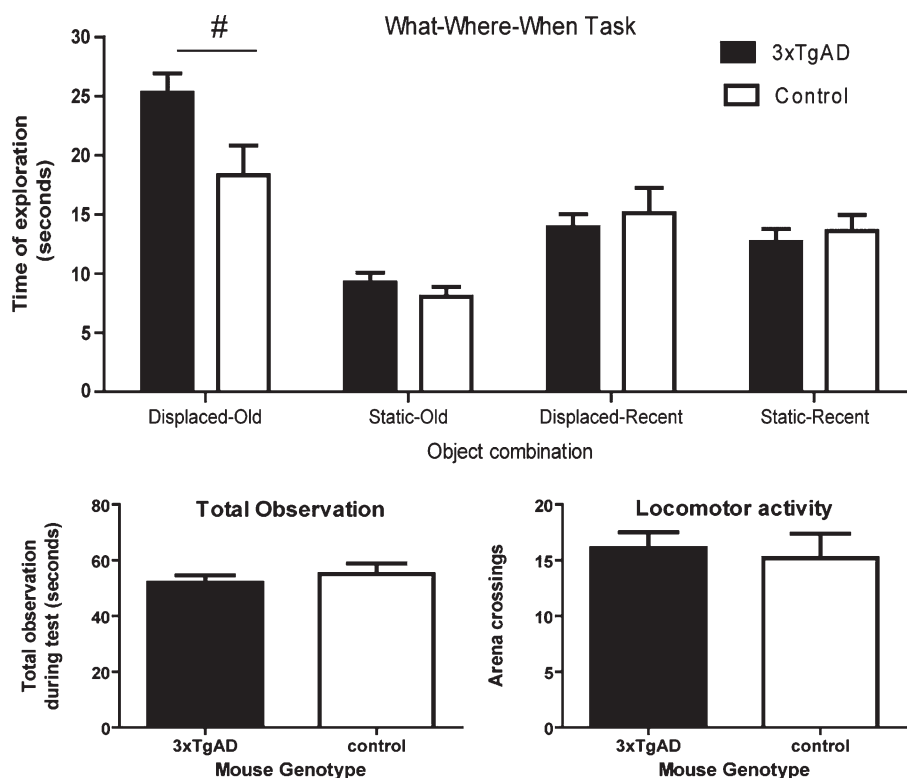 What-Where-When Task
#
3xTgAD
Control
Time of exploration
(seconds)
30
25
20
15
10
5
0
Displaced-Old Static-Old Displaced-Recent Static-Recent
Object combination
Total Observation
Total observation
during test (seconds)
80
60
40
20
0
3xTgAD control
Mouse Genotype
Locomotor activity
Arena crossings
20
15
10
5
0
3xTgAD control
Mouse Genotype